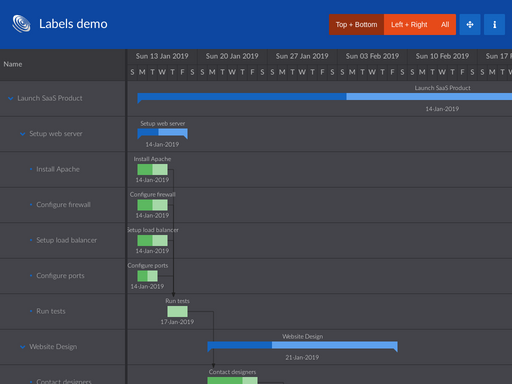 Labels demo
Top + Bottom
Left + Right
All
Name
Sun 13 Jan 2019
Sun 20 Jan 2019
Sun 27 Jan 2019
Sun 03 Feb 2019
Sun 10 Feb 2019
Sun 17 F
S M T W T F S S M T W T F S S M T W T F S S M T W T F S S M T W T F S S M T
Launch SaaS Product
Launch SaaS Product
14-Jan-2019
Setup web server
Setup web server
14-Jan-2019
Install Apache
Install Apache
14-Jan-2019
Configure firewall
Configure firewall
14-Jan-2019
Setup load balancer
Setup load balancer
14-Jan-2019
Configure ports
Configure ports
14-Jan-2019
Run tests
Run tests
17-Jan-2019
Website Design
Website Design
21-Jan-2019
Contact designers
Contact designers